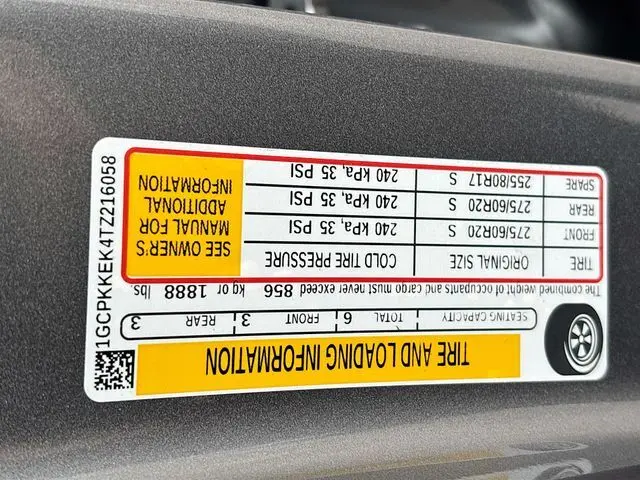 TIRE AND LOADING INFORMATION
SEATING CAPACITY TOTAL 6 FRONT 3 REAR 3
The combined weight of occupants and cargo must never exceed 856 kg or 1888 lbs.
TIRE ORIGINAL SIZE COLD TIRE PRESSURE
FRONT 275/60R20 S 240 kPa, 35 PSI
REAR 275/60R20 S 240 kPa, 35 PSI
SPARE 255/80R17 S 240 kPa, 35 PSI
SEE OWNER'S
MANUAL FOR
ADDITIONAL
INFORMATION
1GCPKKEK4TZ216058